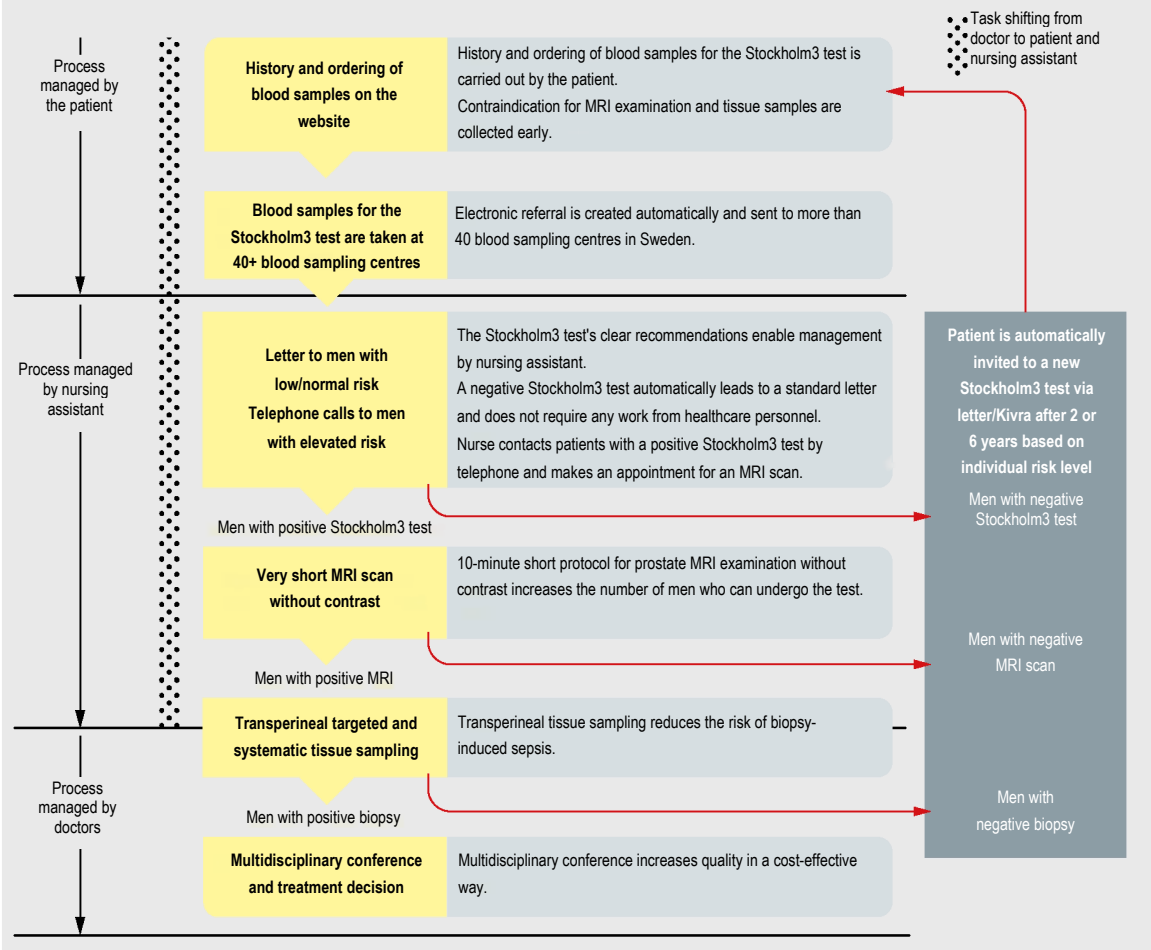 Task shifting from
doctor to patient and
nursing assistant
Process
managed by
the patient
History and ordering of
blood samples on the
website
History and ordering of blood samples for the Stockholm3 test is
carried out by the patient.
Contraindication for MRI examination and tissue samples are
collected early.
Blood samples for the
Stockholm3 test are taken at
40+ blood sampling centres
Electronic referral is created automatically and sent to more than
40 blood sampling centres in Sweden.
Process managed
by nursing
assistant
Letter to men with
low/normal risk
Telephone calls to men
with elevated risk
The Stockholm3 test's clear recommendations enable management
by nursing assistant.
A negative Stockholm3 test automatically leads to a standard letter
and does not require any work from healthcare personnel.
Nurse contacts patients with a positive Stockholm3 test by
telephone and makes an appointment for an MRI scan.
Patient is automatically
invited to a new
Stockholm3 test via
letter/Kivra after 2 or
6 years based on
individual risk level
Men with negative
Stockholm3 test
Men with positive Stockholm3 test
Very short MRI scan
without contrast
10-minute short protocol for prostate MRI examination without
contrast increases the number of men who can undergo the test.
Men with negative
MRI scan
Men with positive MRI
Transperineal targeted and
systematic tissue sampling
Transperineal tissue sampling reduces the risk of biopsy-
induced sepsis.
Process
managed by
doctors
Men with
negative biopsy
Men with positive biopsy
Multidisciplinary conference
and treatment decision
Multidisciplinary conference increases quality in a cost-effective
way.